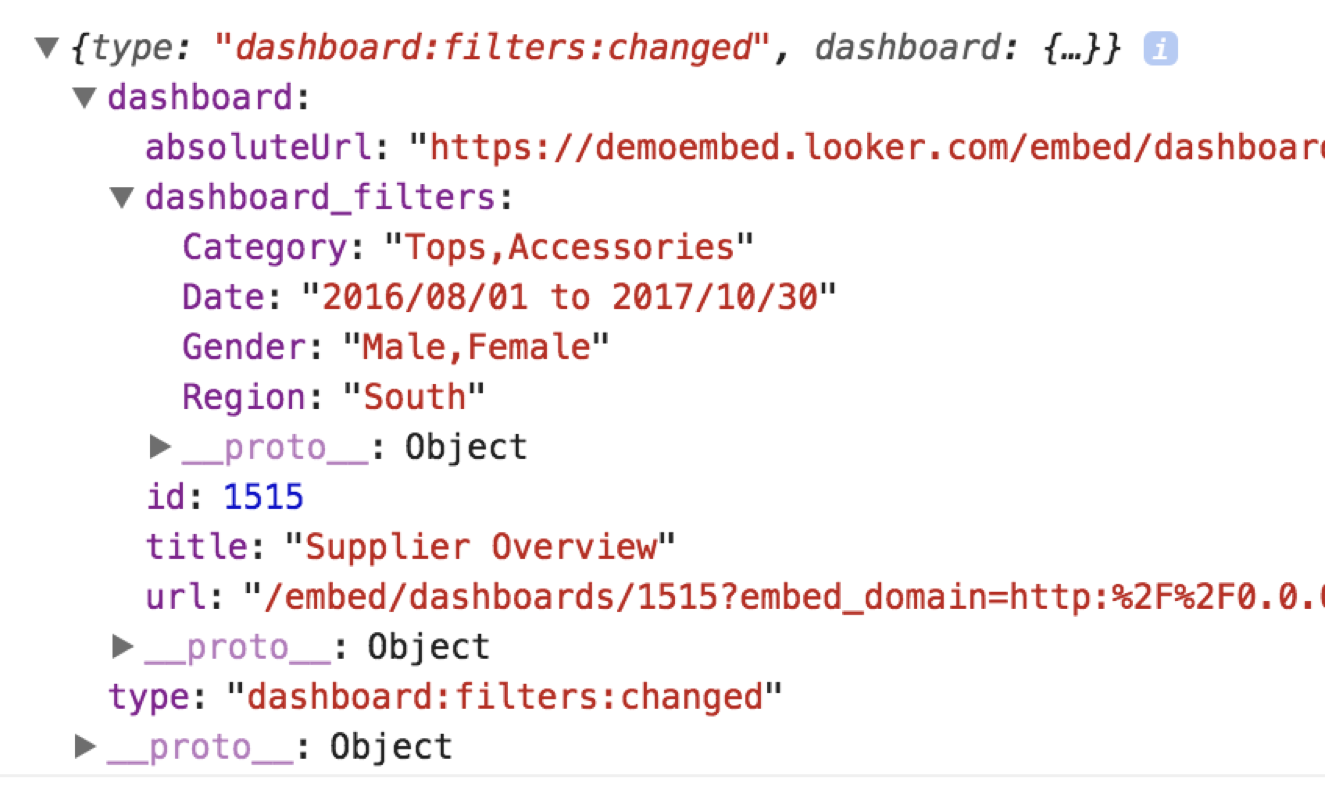 {type: "dashboard:filters:changed", dashboard: {…}} i
dashboard:
absoluteUrl: "https://demoembed.looker.com/embed/dashboar
dashboard_filters:
Category: "Tops,Accessories"
Date: "2016/08/01 to 2017/10/30"
Gender: "Male,Female"
Region: "South"
__proto__: Object
id: 1515
title: "Supplier Overview"
url: "/embed/dashboards/1515?embed_domain=http:%2F%2F0.0.
__proto__: Object
type: "dashboard:filters:changed"
__proto__: Object